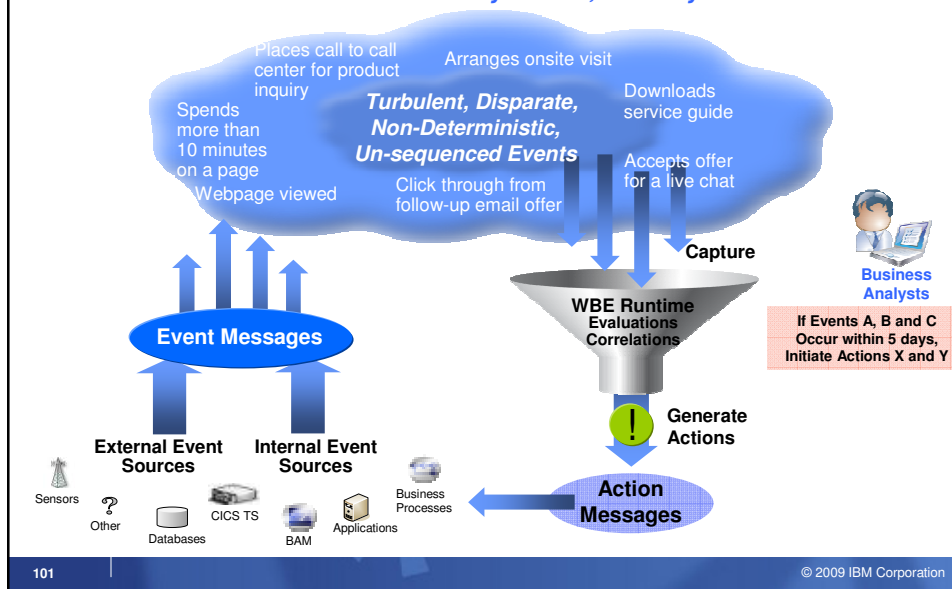 Places call to call
center for product
inquiry
Arranges onsite visit
Downloads
service guide
Spends
more than
10 minutes
on a page
Turbulent, Disparate,
Non-Deterministic,
Un-sequenced Events
Accepts offer
for a live chat
Webpage viewed
Click through from
follow-up email offer
Capture
Business
Analysts
WBE Runtime
Evaluations
Correlations
If Events A, B and C
Occur within 5 days,
Initiate Actions X and Y
Event Messages
!
Generate
Actions
External Event
Sources
Internal Event
Sources
Sensors
?
Other
Databases
CICS TS
BAM
Applications
Business
Processes
Action
Messages
101
© 2009 IBM Corporation